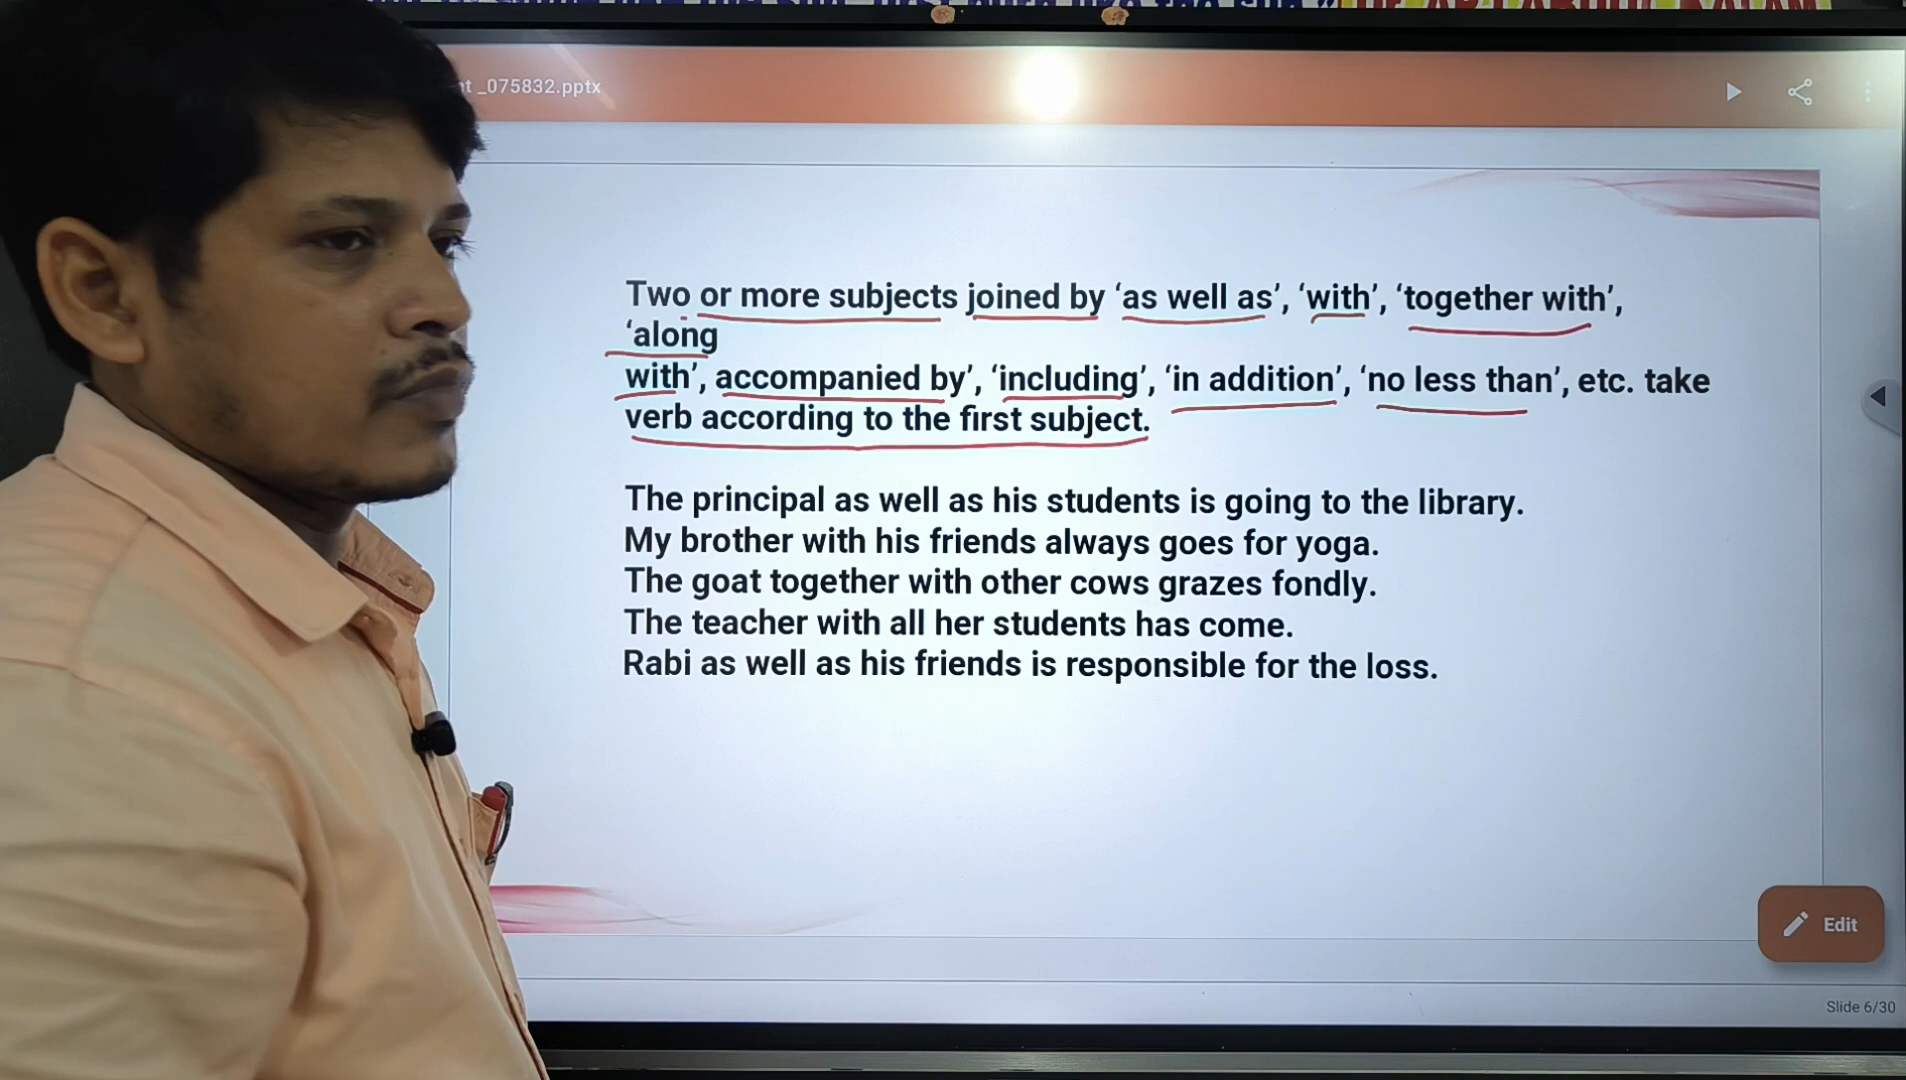 _075832.pptx
Two or more subjects joined by ‘as well as’, ‘with’, ‘together with’,
‘along
with’, accompanied by’, ‘including’, ‘in addition’, ‘no less than’, etc. take
verb according to the first subject.
The principal as well as his students is going to the library.
My brother with his friends always goes for yoga.
The goat together with other cows grazes fondly.
The teacher with all her students has come.
Rabi as well as his friends is responsible for the loss.
Edit
Slide 6/30